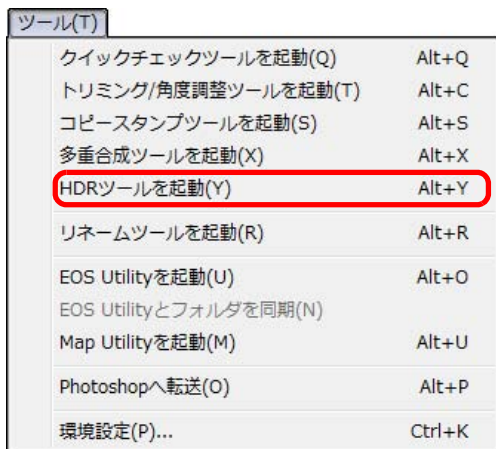 ツール(T)
クイックチェックツールを起動(Q) Alt+Q
トリミング/角度調整ツールを起動(T) Alt+C
コピースタンプツールを起動(S) Alt+S
多重合成ツールを起動(X) Alt+X
HDRツールを起動(Y) Alt+Y
リネームツールを起動(R) Alt+R
EOS Utilityを起動(U) Alt+O
EOS Utilityとフォルダを同期(N)
Map Utilityを起動(M) Alt+U
Photoshopへ転送(O) Alt+P
環境設定(P)... Ctrl+K